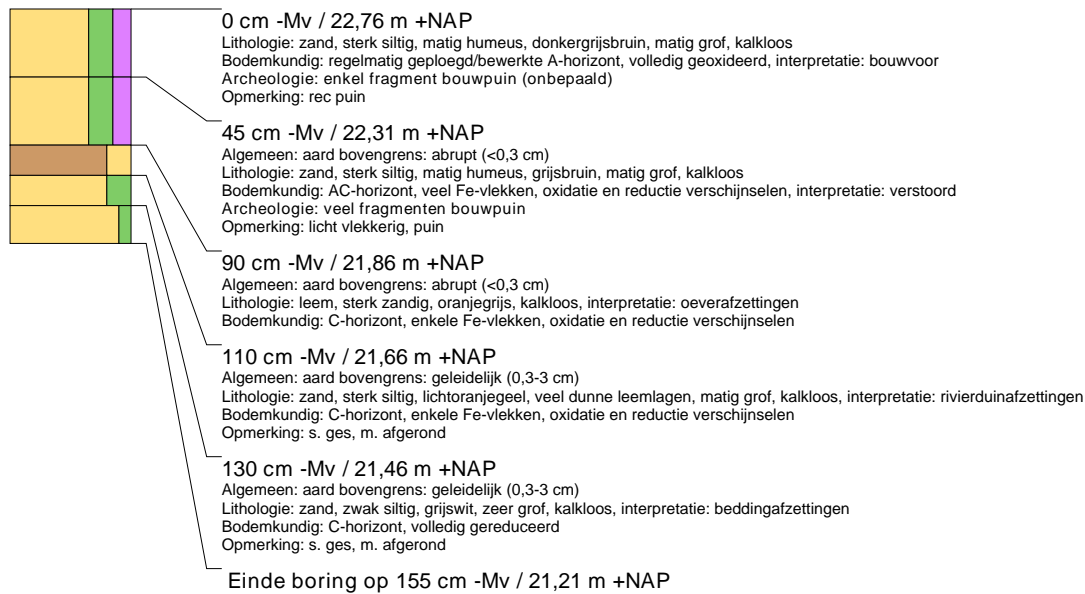 0 cm -Mv / 22,76 m +NAP
Lithologie: zand, sterk siltig, matig humeus, donkergrijsbruin, matig grof, kalkloos
Bodemkundig: regelmatig geploegd/bewerkte A-horizont, volledig geoxideerd, interpretatie: bouwvoor
Archeologie: enkel fragment bouwpuin (onbepaald)
Opmerking: rec puin
45 cm -Mv / 22,31 m +NAP
Algemeen: aard bovengrens: abrupt (<0,3 cm)
Lithologie: zand, sterk siltig, matig humeus, grijsbruin, matig grof, kalkloos
Bodemkundig: AC-horizont, veel Fe-vlekken, oxidatie en reductie verschijnselen, interpretatie: verstoord
Archeologie: veel fragmenten bouwpuin
Opmerking: licht vlekkerig, puin
90 cm -Mv / 21,86 m +NAP
Algemeen: aard bovengrens: abrupt (<0,3 cm)
Lithologie: leem, sterk zandig, oranjegrijs, kalkloos, interpretatie: oeverafzettingen
Bodemkundig: C-horizont, enkele Fe-vlekken, oxidatie en reductie verschijnselen
110 cm -Mv / 21,66 m +NAP
Algemeen: aard bovengrens: geleidelijk (0,3-3 cm)
Lithologie: zand, sterk siltig, lichtoranjegeel, veel dunne leemlagen, matig grof, kalkloos, interpretatie: rivierduinafzettingen
Bodemkundig: C-horizont, enkele Fe-vlekken, oxidatie en reductie verschijnselen
Opmerking: s. ges, m. afgerond
130 cm -Mv / 21,46 m +NAP
Algemeen: aard bovengrens: geleidelijk (0,3-3 cm)
Lithologie: zand, zwak siltig, grijswit, zeer grof, kalkloos, interpretatie: beddingafzettingen
Bodemkundig: C-horizont, volledig gereduceerd
Opmerking: s. ges, m. afgerond
Einde boring op 155 cm -Mv / 21,21 m +NAP